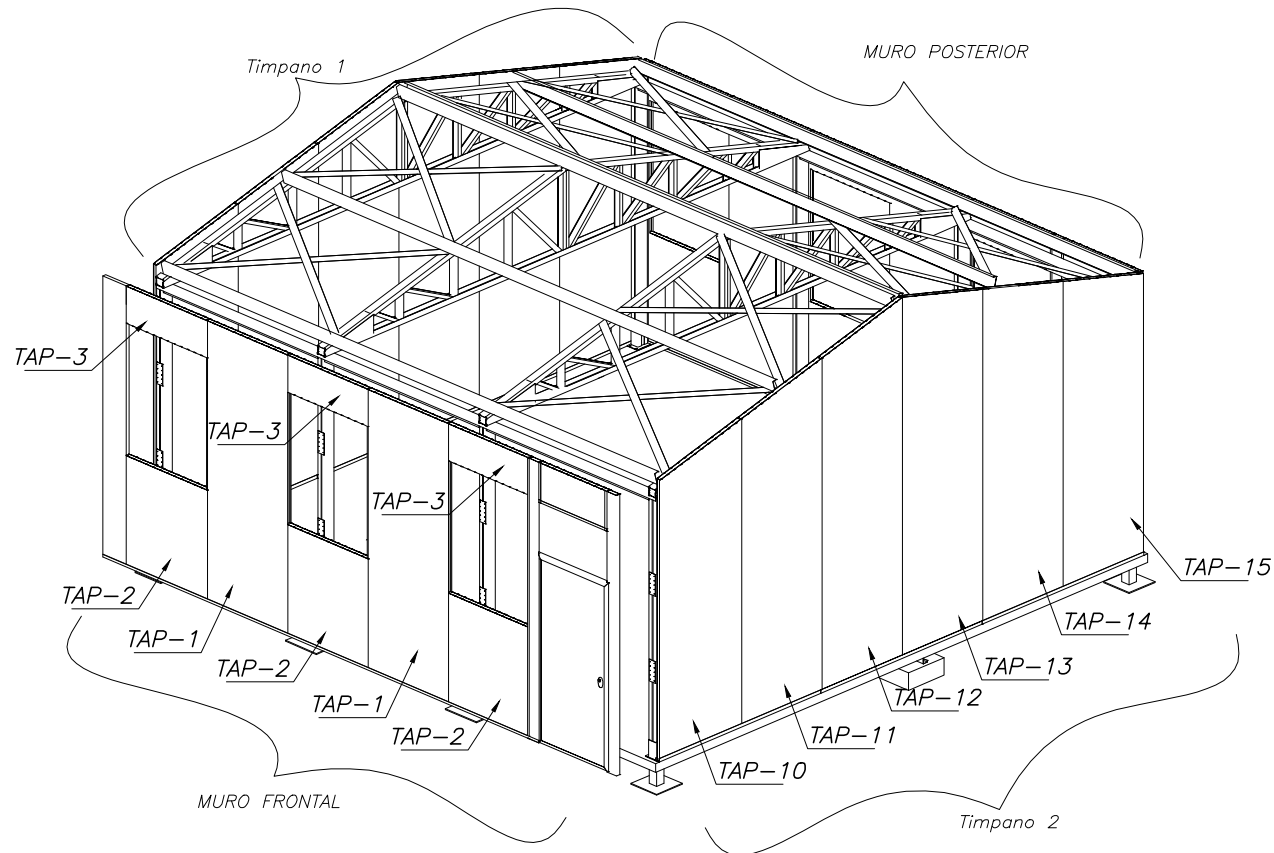 Timpano 1
MURO POSTERIOR
TAP-3
TAP-3
TAP-3
TAP-2
TAP-1
TAP-2
TAP-1
TAP-2
TAP-15
TAP-14
TAP-13
TAP-12
TAP-11
TAP-10
MURO FRONTAL
Timpano 2